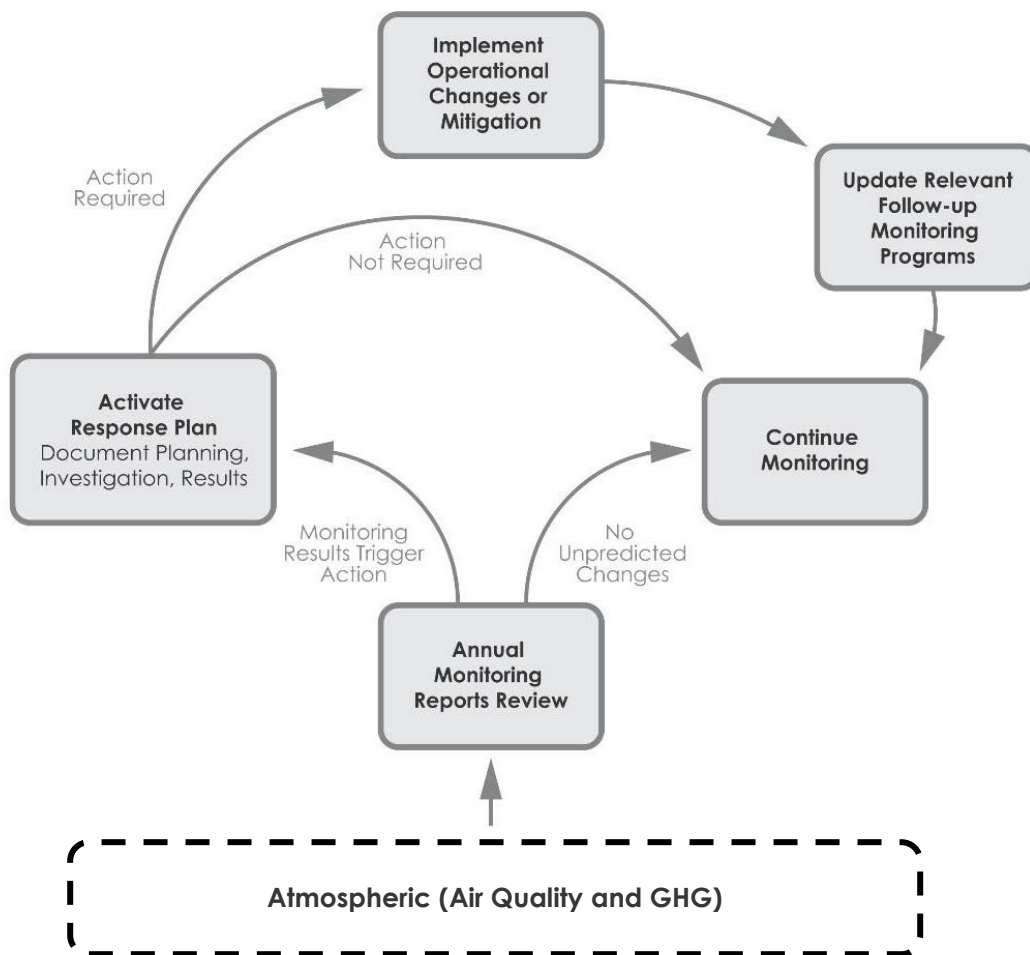 Implement
Operational
Changes or
Mitigation
Update Relevant
Follow-up
Monitoring
Programs
Action
Required
Action
Not Required
Activate
Response Plan
Document Planning,
Investigation, Results
Continue
Monitoring
Monitoring
Results Trigger
Action
No
Unpredicted
Changes
Annual
Monitoring
Reports Review
Atmospheric (Air Quality and GHG)